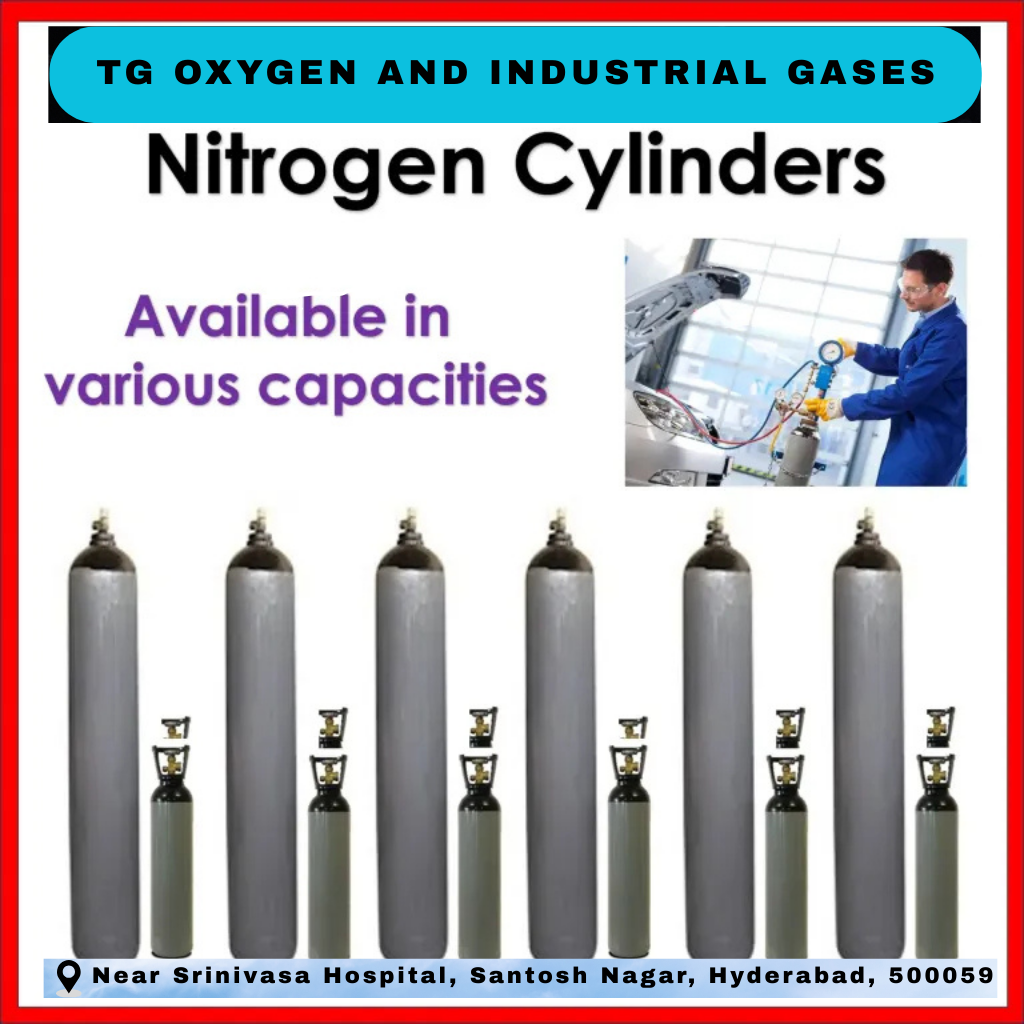 TG OXYGEN AND INDUSTRIAL GASES
Nitrogen Cylinders
Available in
various capacities
Near Srinivasa Hospital, Santosh Nagar, Hyderabad, 500059